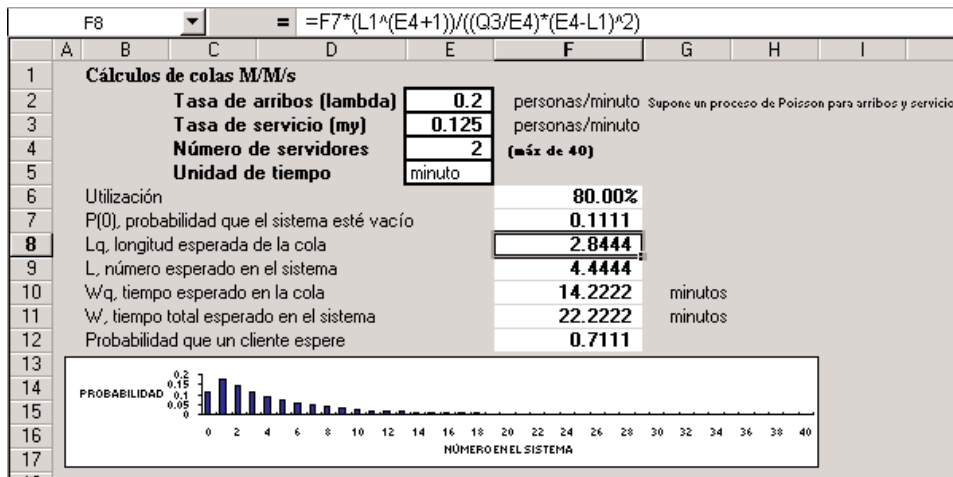 F8 = =F7*(L1^(E4+1))/((Q3/E4)*(E4-L1)^2)
A B C D E F G H I
1 Cálculos de colas M/M/s
2 Tasa de arribos (lambda) 0.2 personas/minuto Supone un proceso de Poisson para arribos y servicio
3 Tasa de servicio (my) 0.125 personas/minuto
4 Número de servidores 2 (máx de 40)
5 Unidad de tiempo minuto
6 Utilización 80.00%
7 P(0), probabilidad que el sistema esté vacío 0.1111
8 Lq, longitud esperada de la cola 2.8444
9 L, número esperado en el sistema 4.4444
10 Wq, tiempo esperado en la cola 14.2222 minutos
11 W, tiempo total esperado en el sistema 22.2222 minutos
12 Probabilidad que un cliente espere 0.7111
13
14
15
16
17
PROBABILIDAD
0.2
0.15
0.1
0.05
0
0 2 4 6 8 10 12 14 16 18 20 22 24 26 28 30 32 34 36 38 40
NÚMERO EN EL SISTEMA